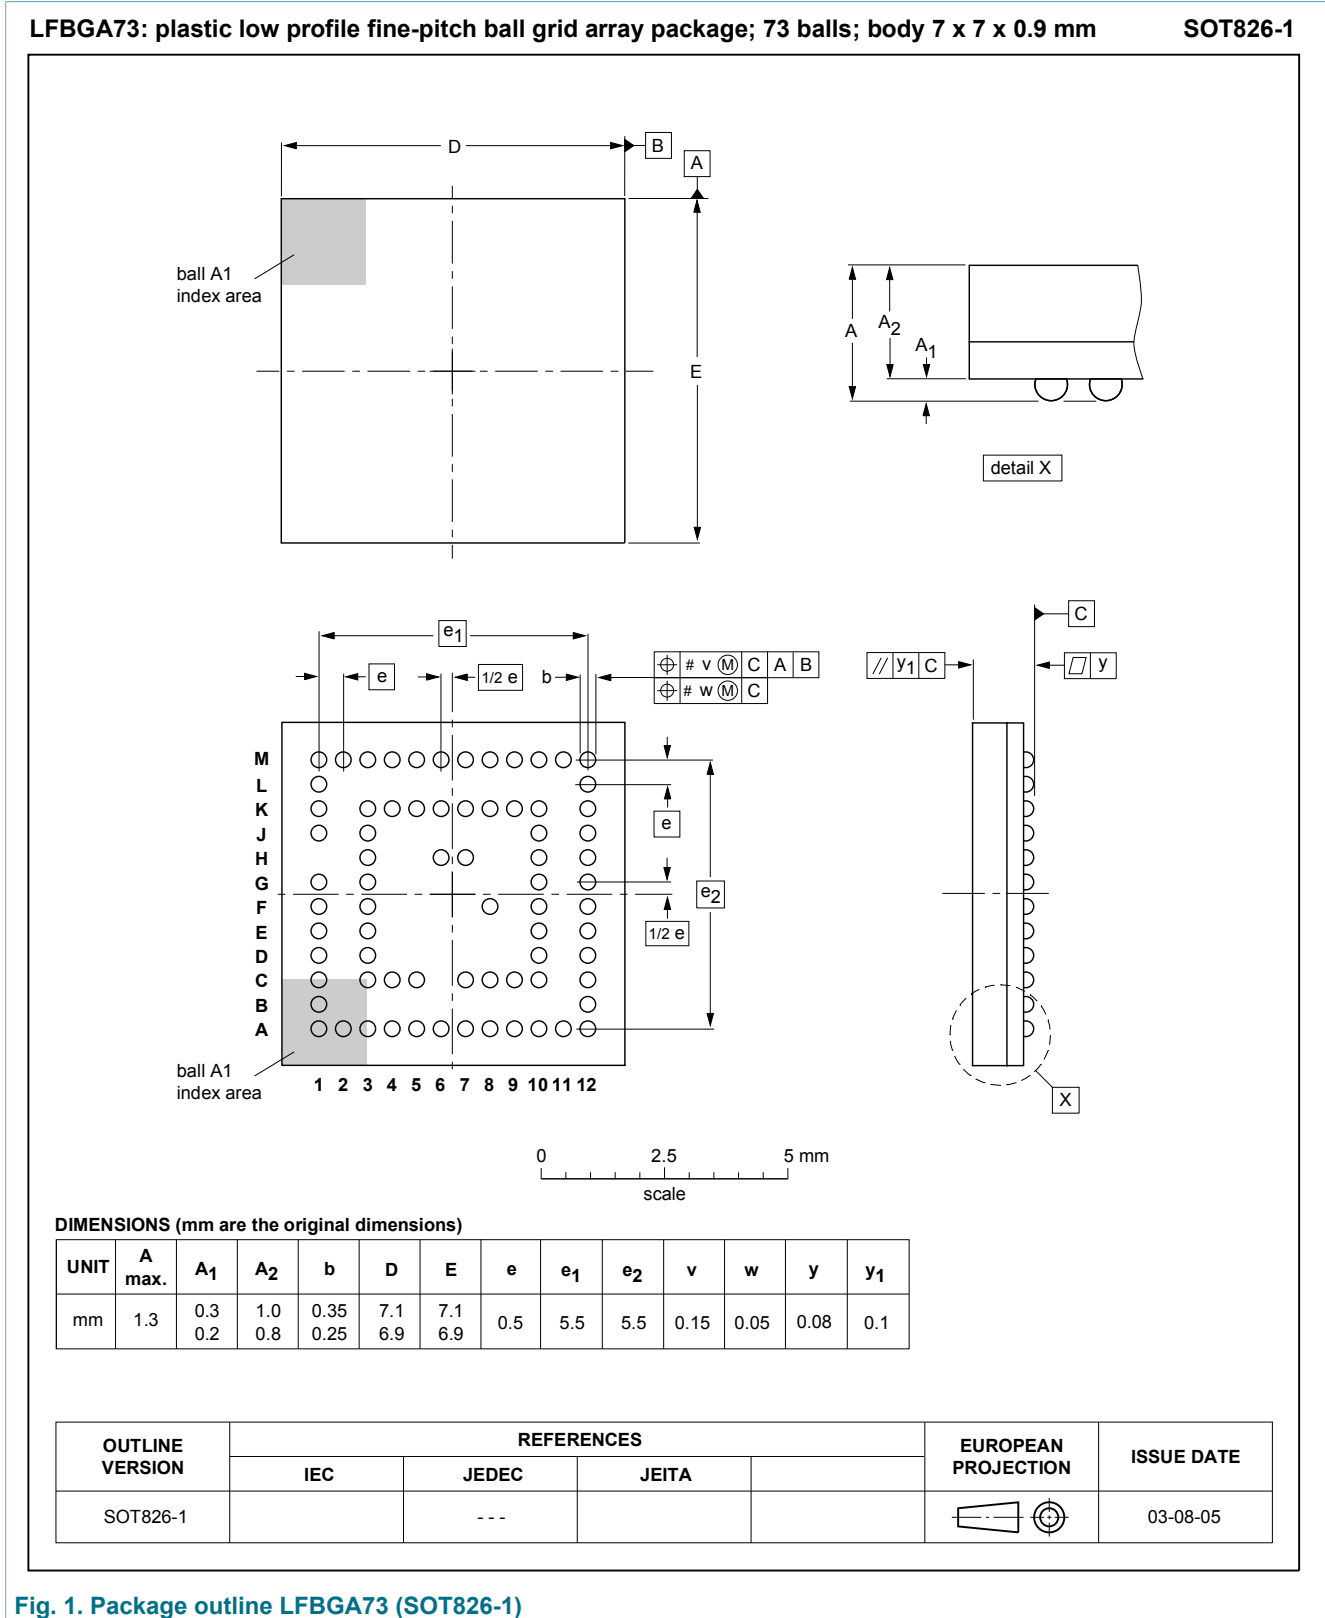 LFBGA73: plastic low profile fine-pitch ball grid array package; 73 balls; body 7 x 7 x 0.9 mm SOT826-1
D
B
A
ball A1
index area
E
A
A2
A1
detail X
e1
e
1/2 e
b
# v M C A B
# w M C
C
// y1 C
y
M
L
K
J
H
G
F
E
D
C
B
A
e
e2
1/2 e
ball A1
index area
1 2 3 4 5 6 7 8 9 10 11 12
X
0 2.5 5 mm
scale
DIMENSIONS (mm are the original dimensions)
UNIT A max. A1 A2 b D E e e1 e2 v w y y1
mm 1.3 0.3 0.2 1.0 0.8 0.35 0.25 7.1 6.9 7.1 6.9 0.5 5.5 5.5 0.15 0.05 0.08 0.1
OUTLINE VERSION REFERENCES EUROPEAN PROJECTION ISSUE DATE
IEC JEDEC JEITA
SOT826-1 - - - 03-08-05
Fig. 1. Package outline LFBGA73 (SOT826-1)